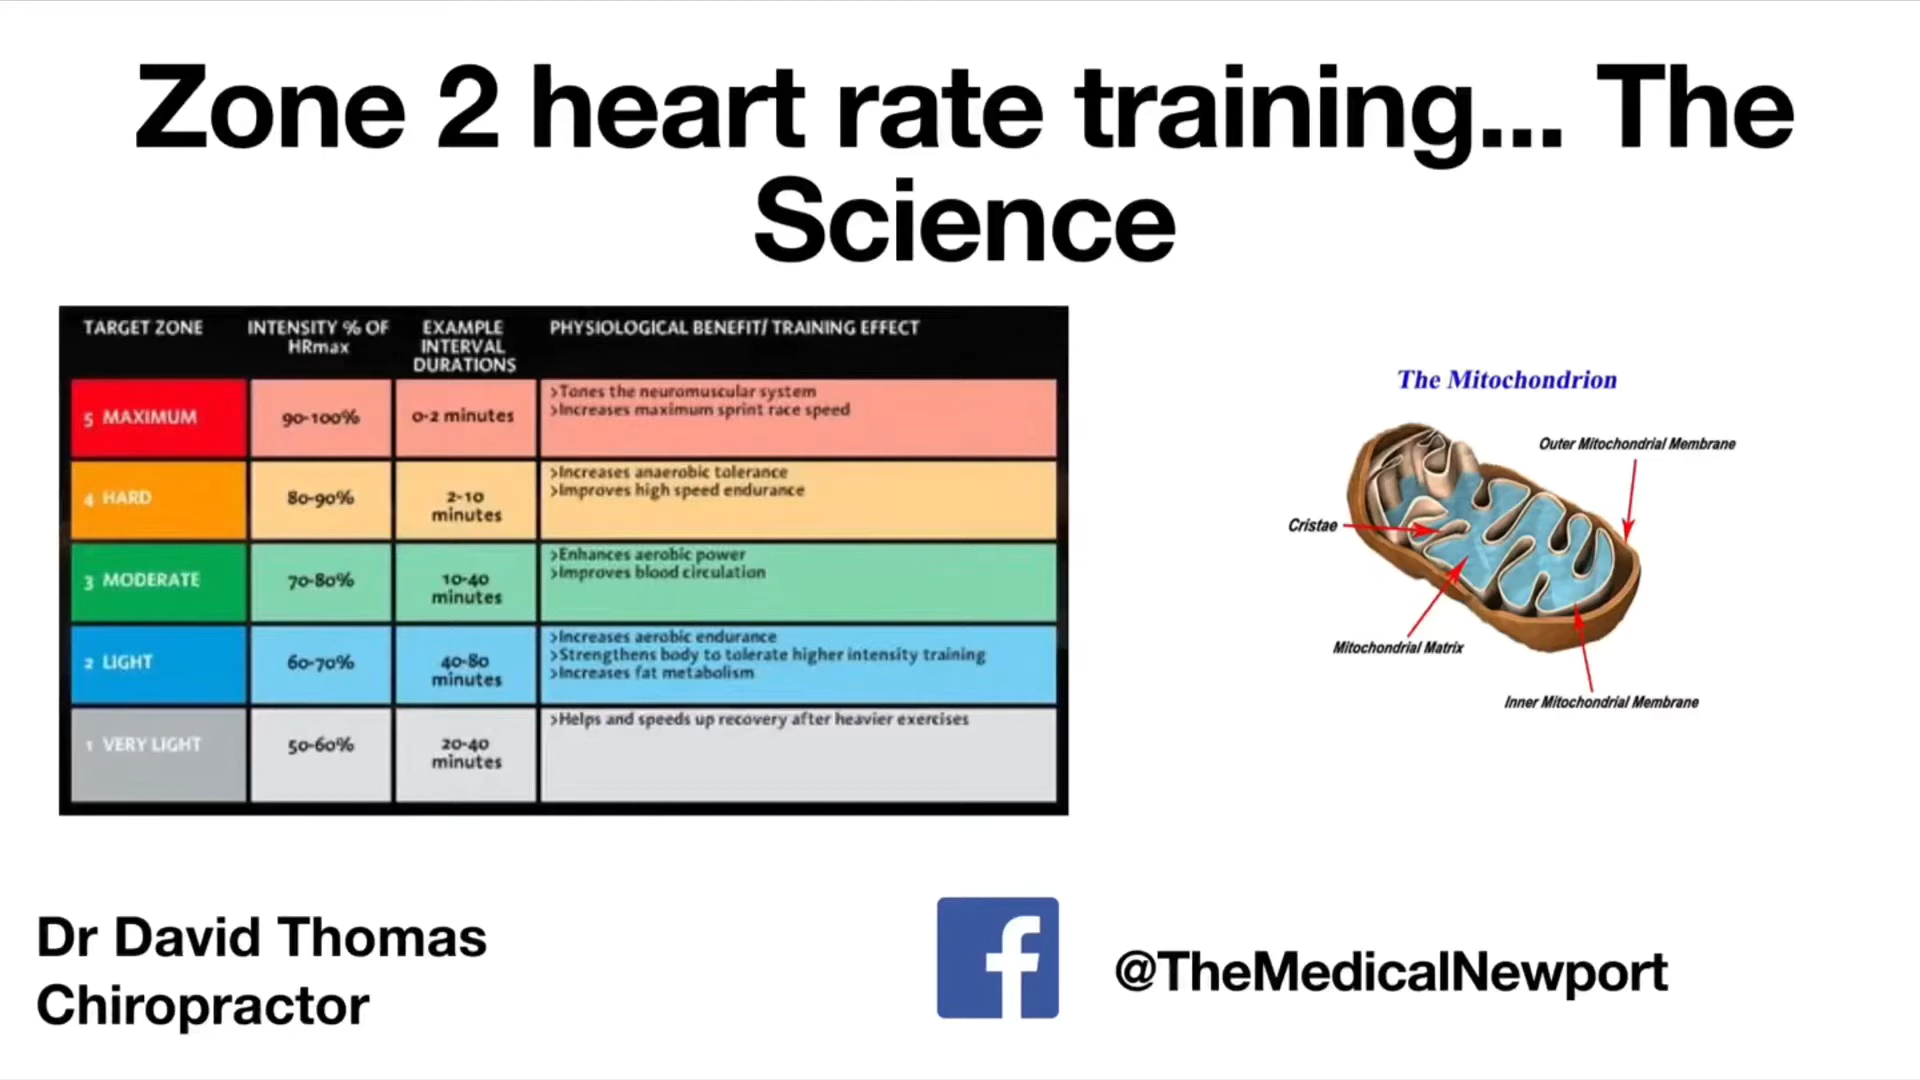 Zone 2 heart rate training... The
Science
TARGET ZONE
INTENSITY % OF
HRmax
EXAMPLE
INTERVAL
DURATIONS
PHYSIOLOGICAL BENEFIT/ TRAINING EFFECT
5 MAXIMUM
90-100%
0-2 minutes
>Tones the neuromuscular system
>Increases maximum sprint race speed
4 HARD
80-90%
2-10
minutes
>Increases anaerobic tolerance
>Improves high speed endurance
3 MODERATE
70-80%
10-40
minutes
>Enhances aerobic power
>Improves blood circulation
2 LIGHT
60-70%
40-80
minutes
>Increases aerobic endurance
>Strengthens body to tolerate higher intensity training
>Increases fat metabolism
1 VERY LIGHT
50-60%
20-40
minutes
>Helps and speeds up recovery after heavier exercises
The Mitochondrion
Outer Mitochondrial Membrane
Cristae
Mitochondrial Matrix
Inner Mitochondrial Membrane
Dr David Thomas
Chiropractor
f
@TheMedicalNewport